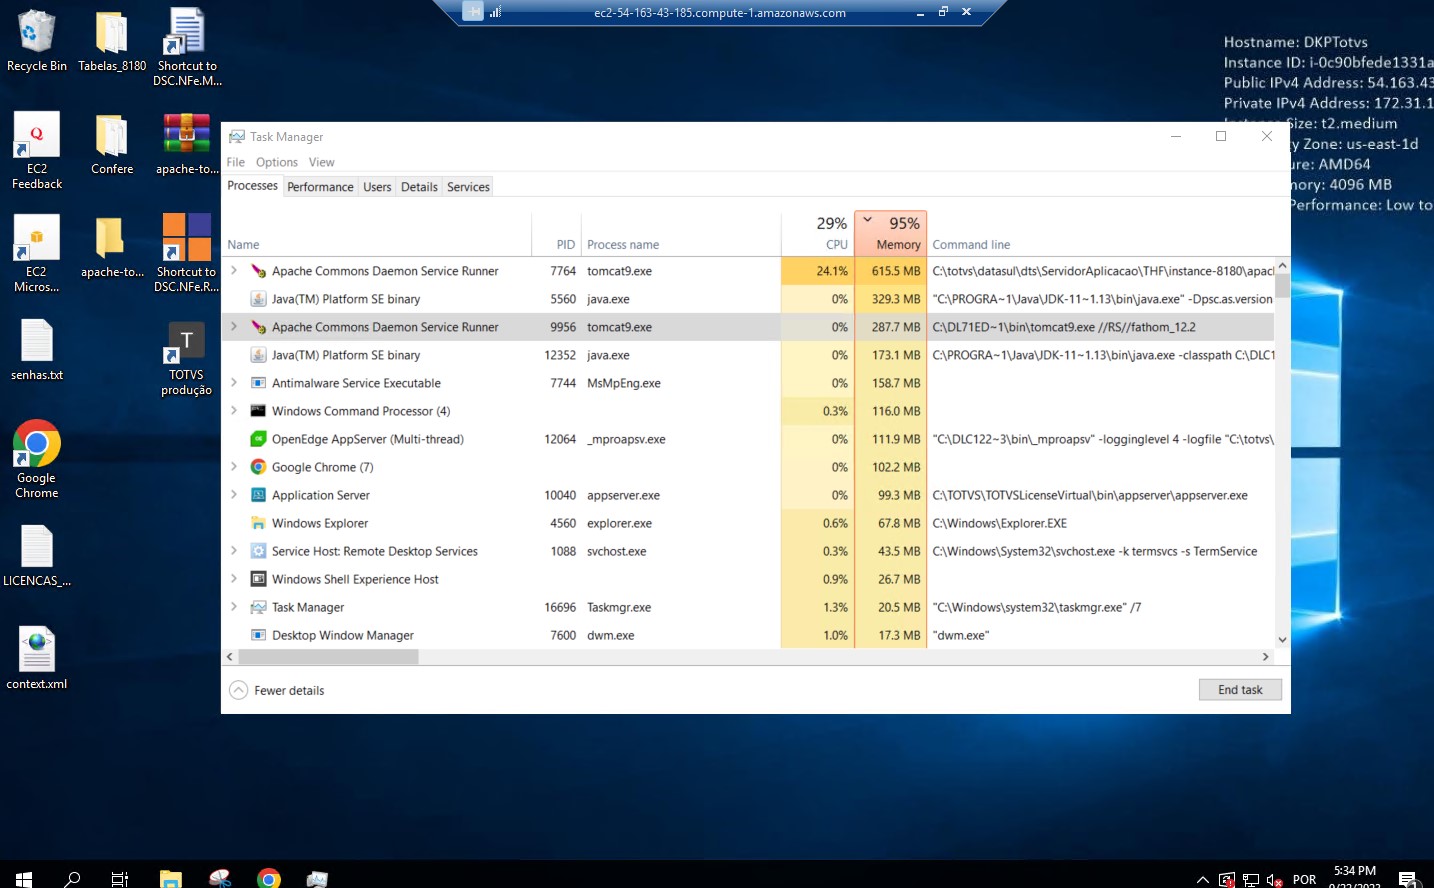 ec2-54-163-43-185.compute-1.amazonaws.com
Hostname: DKPTotvs
Instance ID: i-0c90bfede1331a
Public IPv4 Address: 54.163.43
Private IPv4 Address: 172.31.1
Size: t2.medium
y Zone: us-east-1d
ure: AMD64
ory: 4096 MB
Performance: Low to
Recycle Bin
Tabelas_8180
Shortcut to
DSC.NFe.M...
EC2
Feedback
Confere
apache-to...
EC2
Micros...
apache-to...
Shortcut to
DSC.NFe.R...
senhas.txt
T
TOTVS
produção
Google
Chrome
LICENCAS_...
context.xml
Task Manager
File Options View
Processes Performance Users Details Services
29% 95%
Name PID Process name CPU Memory Command line
Apache Commons Daemon Service Runner 7764 tomcat9.exe 24.1% 615.5 MB C:\totvs\datasul\dts\ServidorAplicacao\THF\instance-8180\apac
Java(TM) Platform SE binary 5560 java.exe 0% 329.3 MB "C:\PROGRA~1\Java\JDK-11~1.13\bin\java.exe" -Dpsc.as.version
Apache Commons Daemon Service Runner 9956 tomcat9.exe 0% 287.7 MB C:\DL71ED~1\bin\tomcat9.exe //RS//fathom_12.2
Java(TM) Platform SE binary 12352 java.exe 0% 173.1 MB C:\PROGRA~1\Java\JDK-11~1.13\bin\java.exe -classpath C:\DLC1
Antimalware Service Executable 7744 MsMpEng.exe 0% 158.7 MB
Windows Command Processor (4) 0.3% 116.0 MB
OpenEdge AppServer (Multi-thread) 12064 _mproapsv.exe 0% 111.9 MB "C:\DLC122~3\bin\_mproapsv" -logginglevel 4 -logfile "C:\totvs\
Google Chrome (7) 0% 102.2 MB
Application Server 10040 appserver.exe 0% 99.3 MB C:\TOTVS\TOTVSLicenseVirtual\bin\appserver\appserver.exe
Windows Explorer 4560 explorer.exe 0.6% 67.8 MB C:\Windows\Explorer.EXE
Service Host: Remote Desktop Services 1088 svchost.exe 0.3% 43.5 MB C:\Windows\System32\svchost.exe -k termsvcs -s TermService
Windows Shell Experience Host 0.9% 26.7 MB
Task Manager 16696 Taskmgr.exe 1.3% 20.5 MB "C:\Windows\system32\taskmgr.exe" /7
Desktop Window Manager 7600 dwm.exe 1.0% 17.3 MB "dwm.exe"
Fewer details
End task
POR
5:34 PM